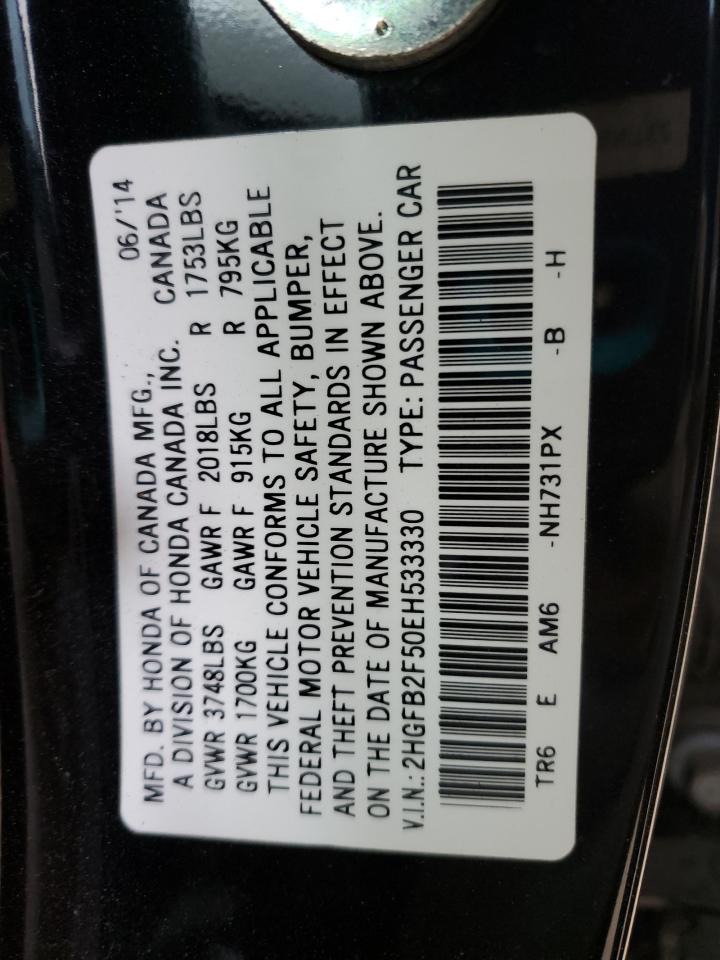 MFD. BY HONDA OF CANADA MFG., 06/'14
A DIVISION OF HONDA CANADA INC. CANADA
GVWR 3748LBS GAWR F 2018LBS R 1753LBS
GVWR 1700KG GAWR F 915KG R 795KG
THIS VEHICLE CONFORMS TO ALL APPLICABLE
FEDERAL MOTOR VEHICLE SAFETY, BUMPER,
AND THEFT PREVENTION STANDARDS IN EFFECT
ON THE DATE OF MANUFACTURE SHOWN ABOVE.
V.I.N.: 2HGFB2F50EH533330 TYPE: PASSENGER CAR
TR6 E AM6 -NH731PX -B -H